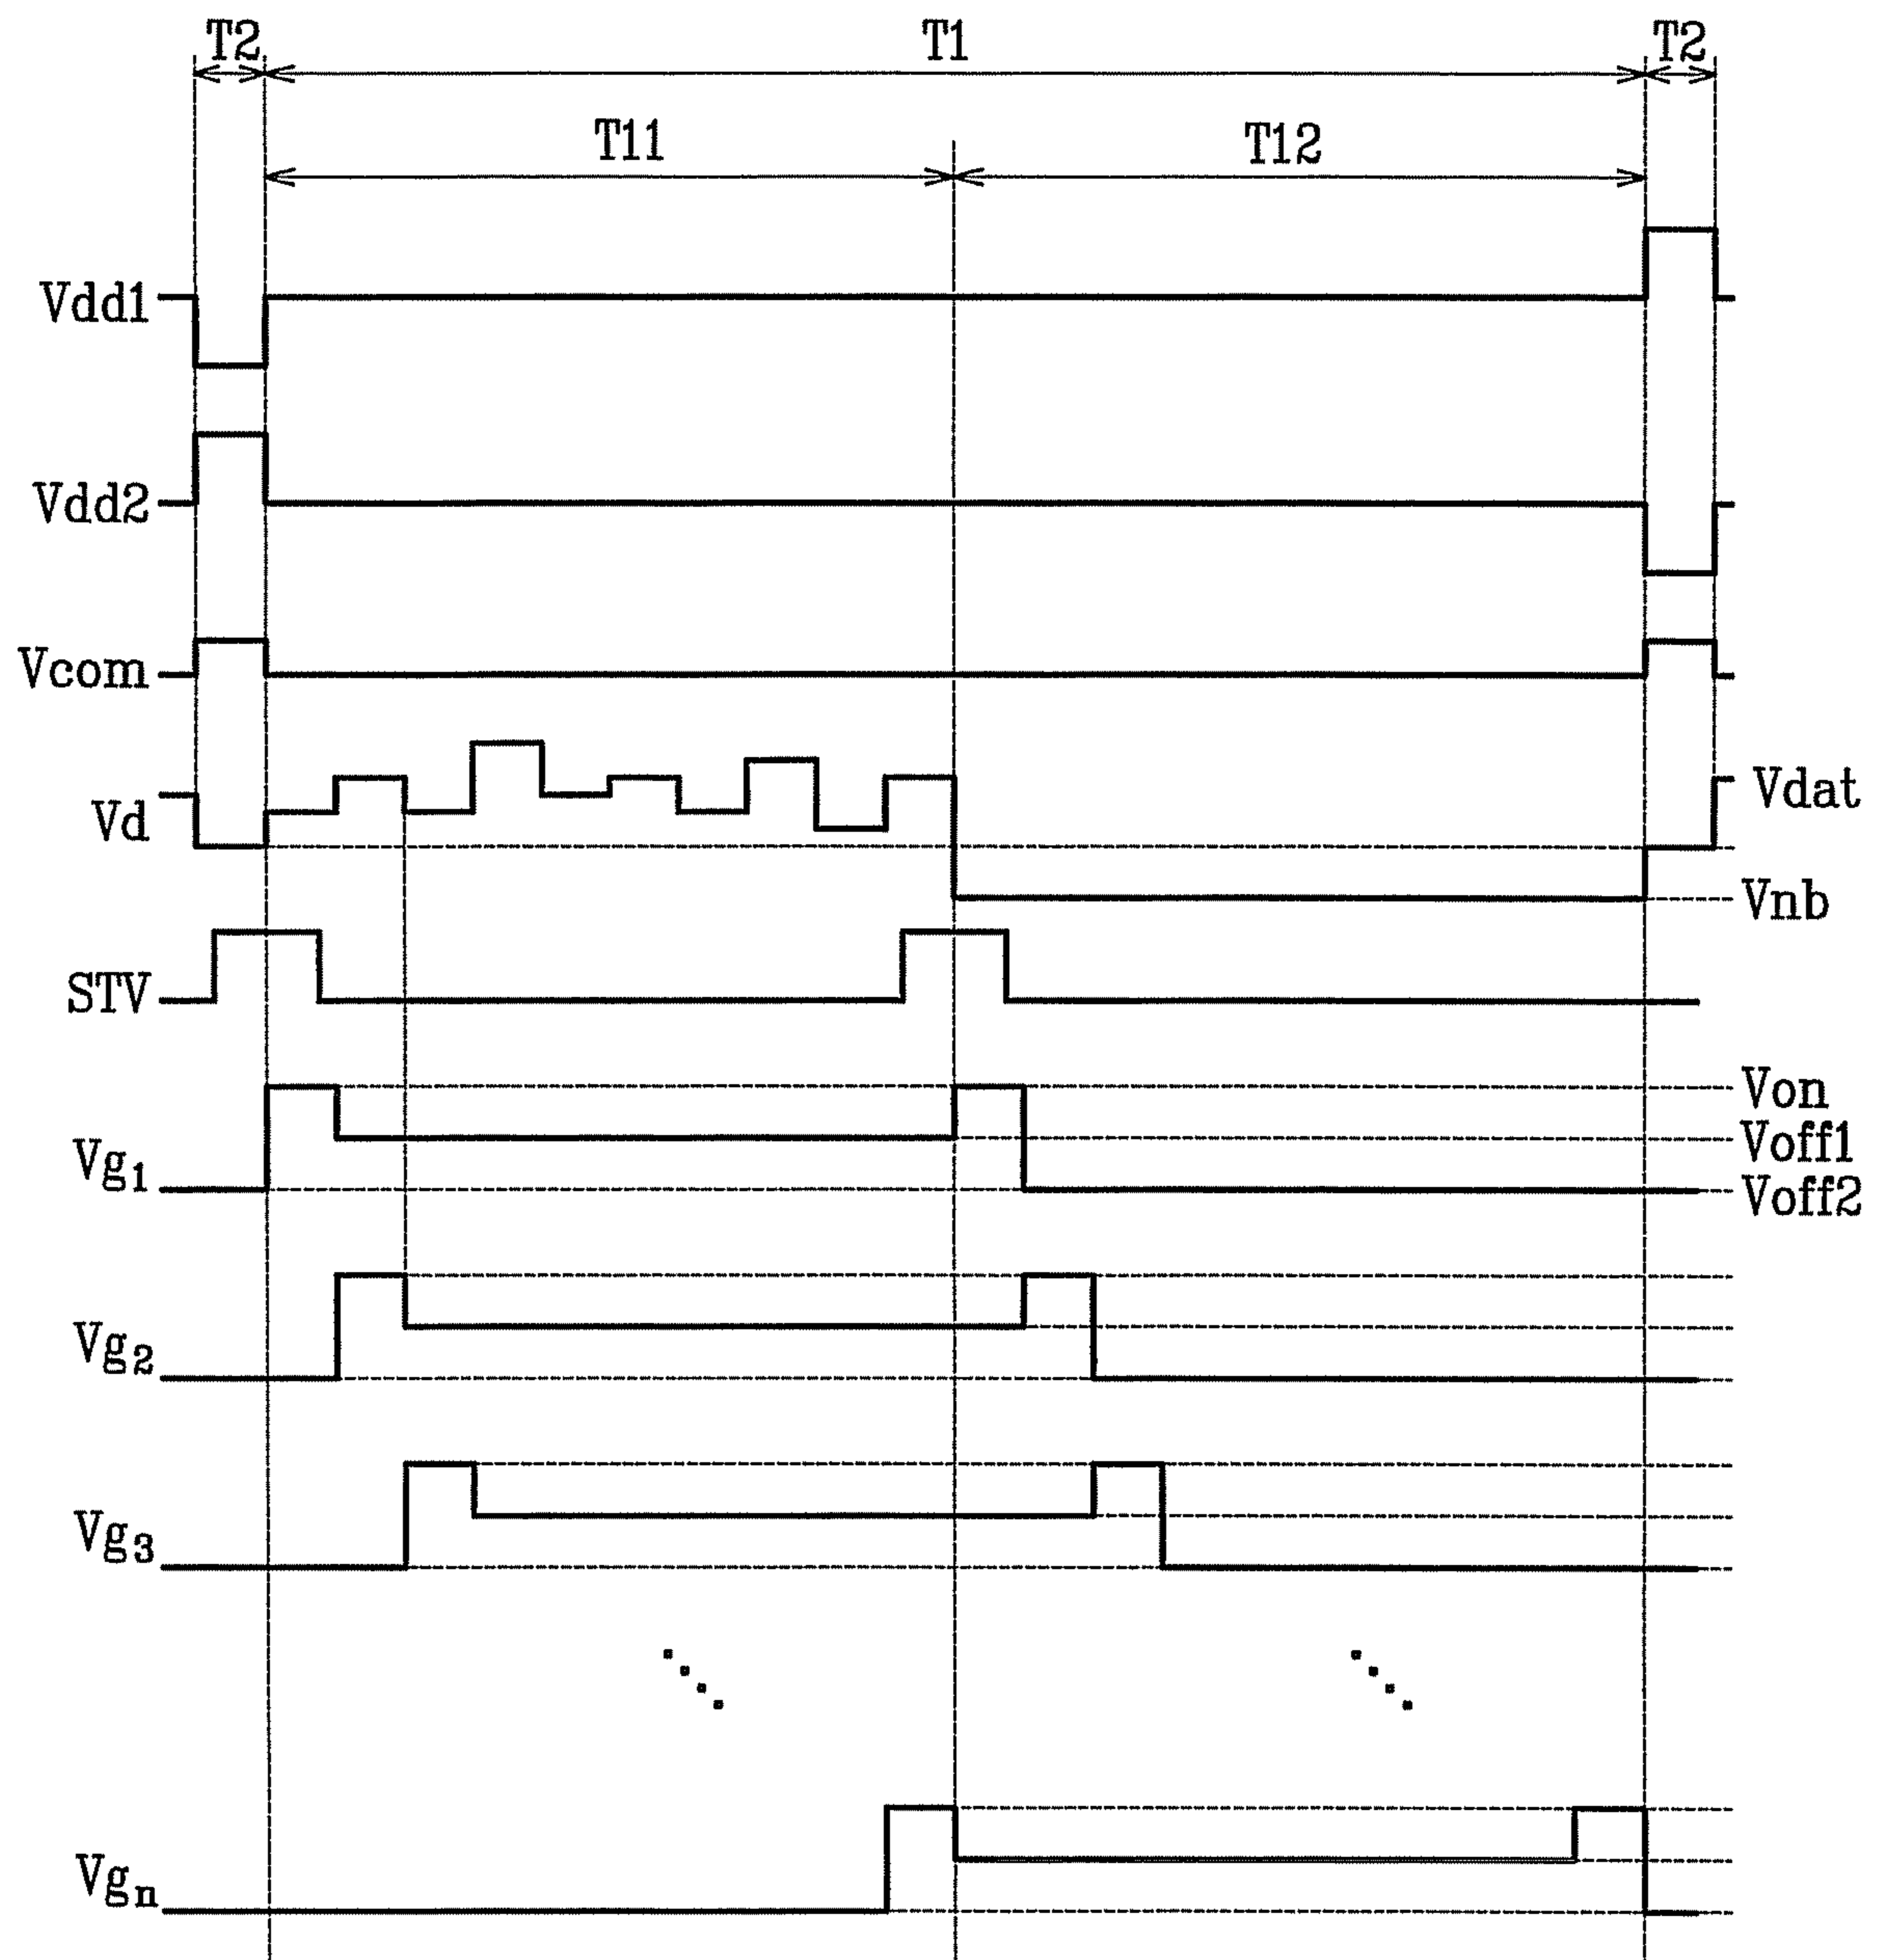 T2 T1 T2
T11 T12
Vdd1
Vdd2
Vcom
Vd Vdat
Vnb
STV
Von
Voff1
Vg1
Voff2
Vg2
Vg3
Vgn